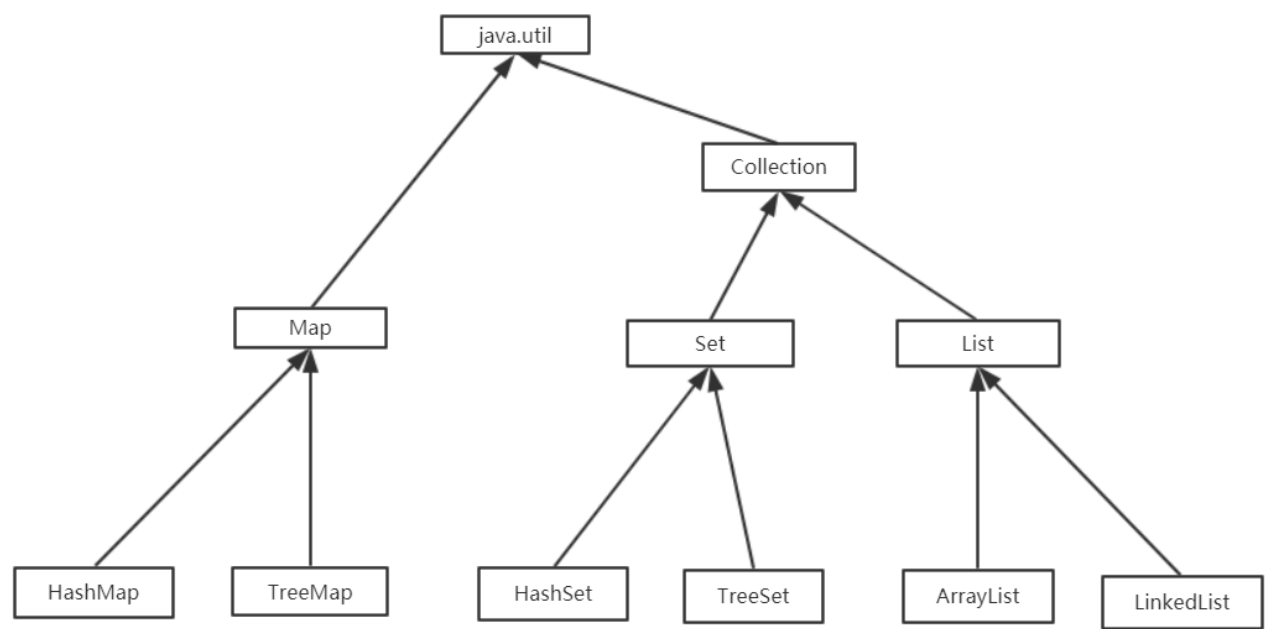 java.util
Collection
Map
Set
List
HashMap
TreeMap
HashSet
TreeSet
ArrayList
LinkedList